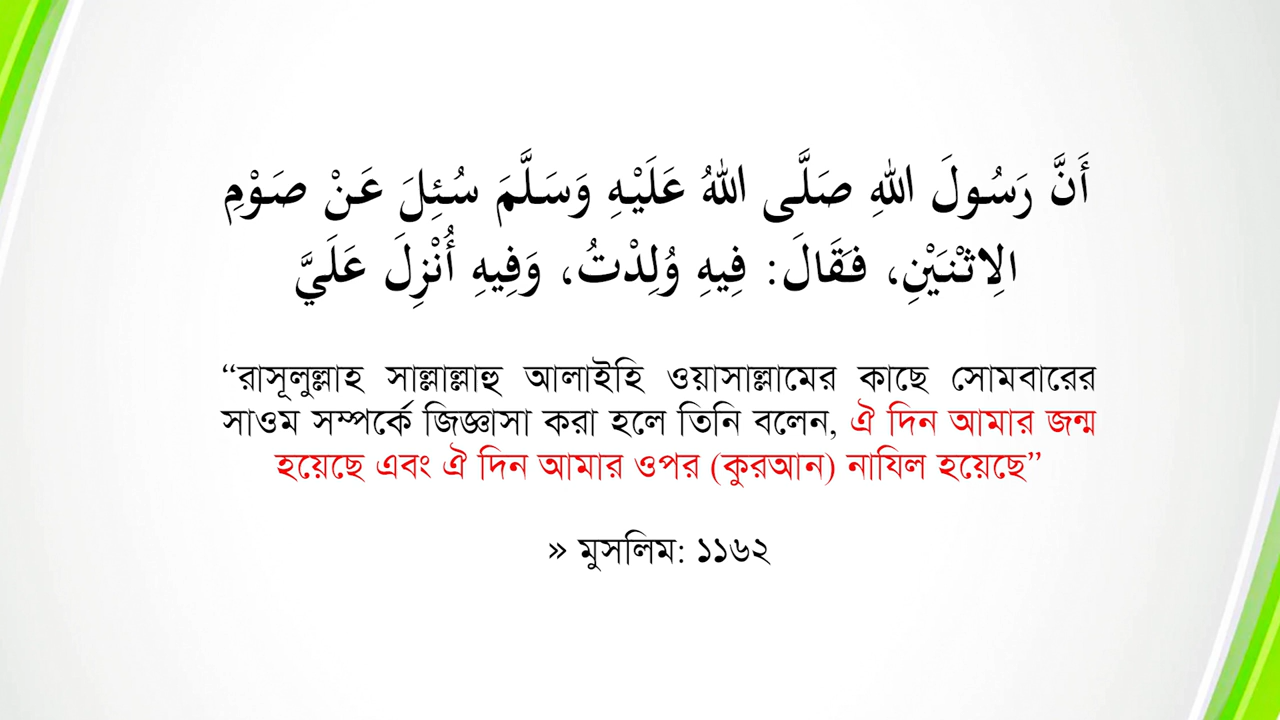 أَنَّ رَسُولَ اللهِ صَلَّى اللهُ عَلَيْهِ وَسَلَّمَ سُئِلَ عَنْ صَوْمِ
الِاثْنَيْنِ، فَقَالَ: فِيهِ وُلِدْتُ، وَفِيهِ أُنْزِلَ عَلَيَّ
“রাসূলুল্লাহ সাল্লাল্লাহু আলাইহি ওয়াসাল্লামের কাছে সোমবারের
সাওম সম্পর্কে জিজ্ঞাসা করা হলে তিনি বলেন, ঐ দিন আমার জন্ম
হয়েছে এবং ঐ দিন আমার ওপর (কুরআন) নাযিল হয়েছে”
» মুসলিম: ১১৬২